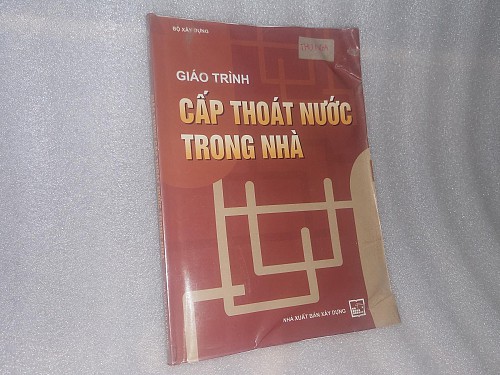 BỘ XÂY DỰNG
GIÁO TRÌNH
CẤP THOÁT NƯỚC
TRONG NHÀ
NHÀ XUẤT BẢN XÂY DỰNG